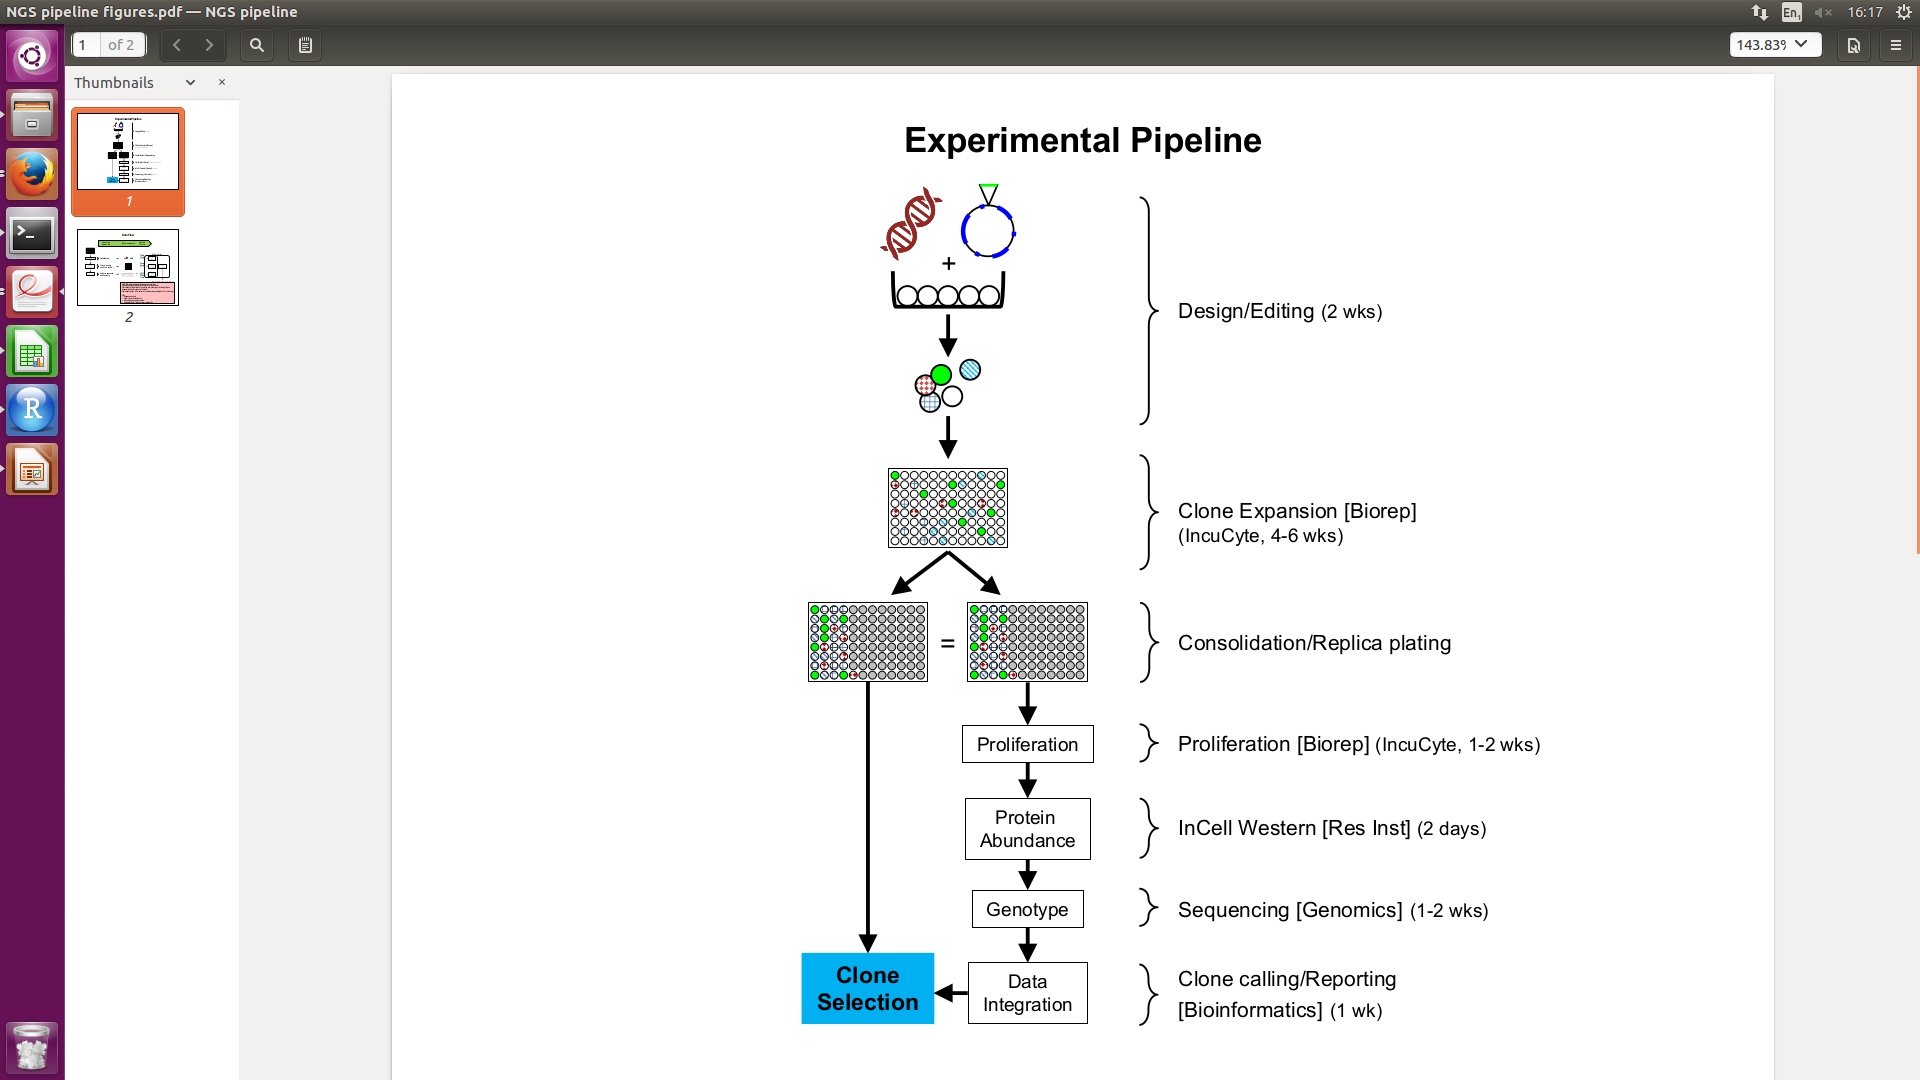 NGS pipeline figures.pdf — NGS pipeline
En1
16:17
1 of 2
143.83%
Thumbnails
1
2
Experimental Pipeline
+
Design/Editing (2 wks)
Clone Expansion [Biorep]
(IncuCyte, 4-6 wks)
=
Consolidation/Replica plating
Proliferation
Proliferation [Biorep] (IncuCyte, 1-2 wks)
Protein
Abundance
InCell Western [Res Inst] (2 days)
Genotype
Sequencing [Genomics] (1-2 wks)
Clone
Selection
Data
Integration
Clone calling/Reporting
[Bioinformatics] (1 wk)